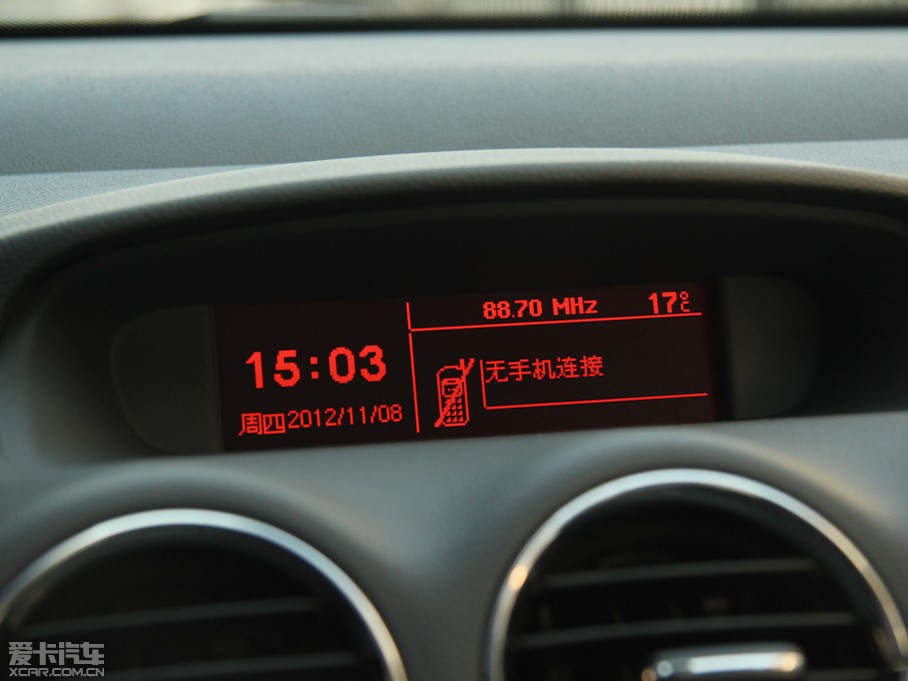 88.70 MHz 17℃
15:03
无手机连接
周四2012/11/08
爱卡汽车
XCAR.COM.CN